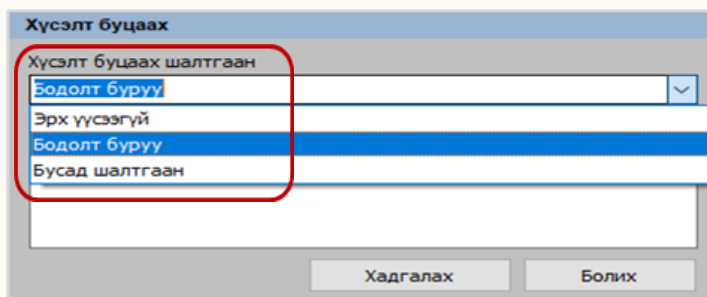 Хүсэлт буцаах
Хүсэлт буцаах шалтгаан
Бодолт буруу
Эрх үүсээгүй
Бодолт буруу
Бусад шалтгаан
Хадгалах Болих